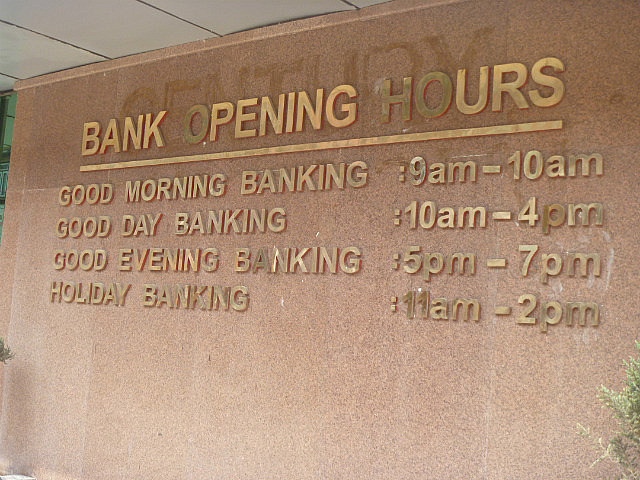 CENTURY
BANK OPENING HOURS
GOOD MORNING BANKING :9am-10am
GOOD DAY BANKING :10am-4pm
GOOD EVENING BANKING :5pm-7pm
HOLIDAY BANKING :11am-2pm